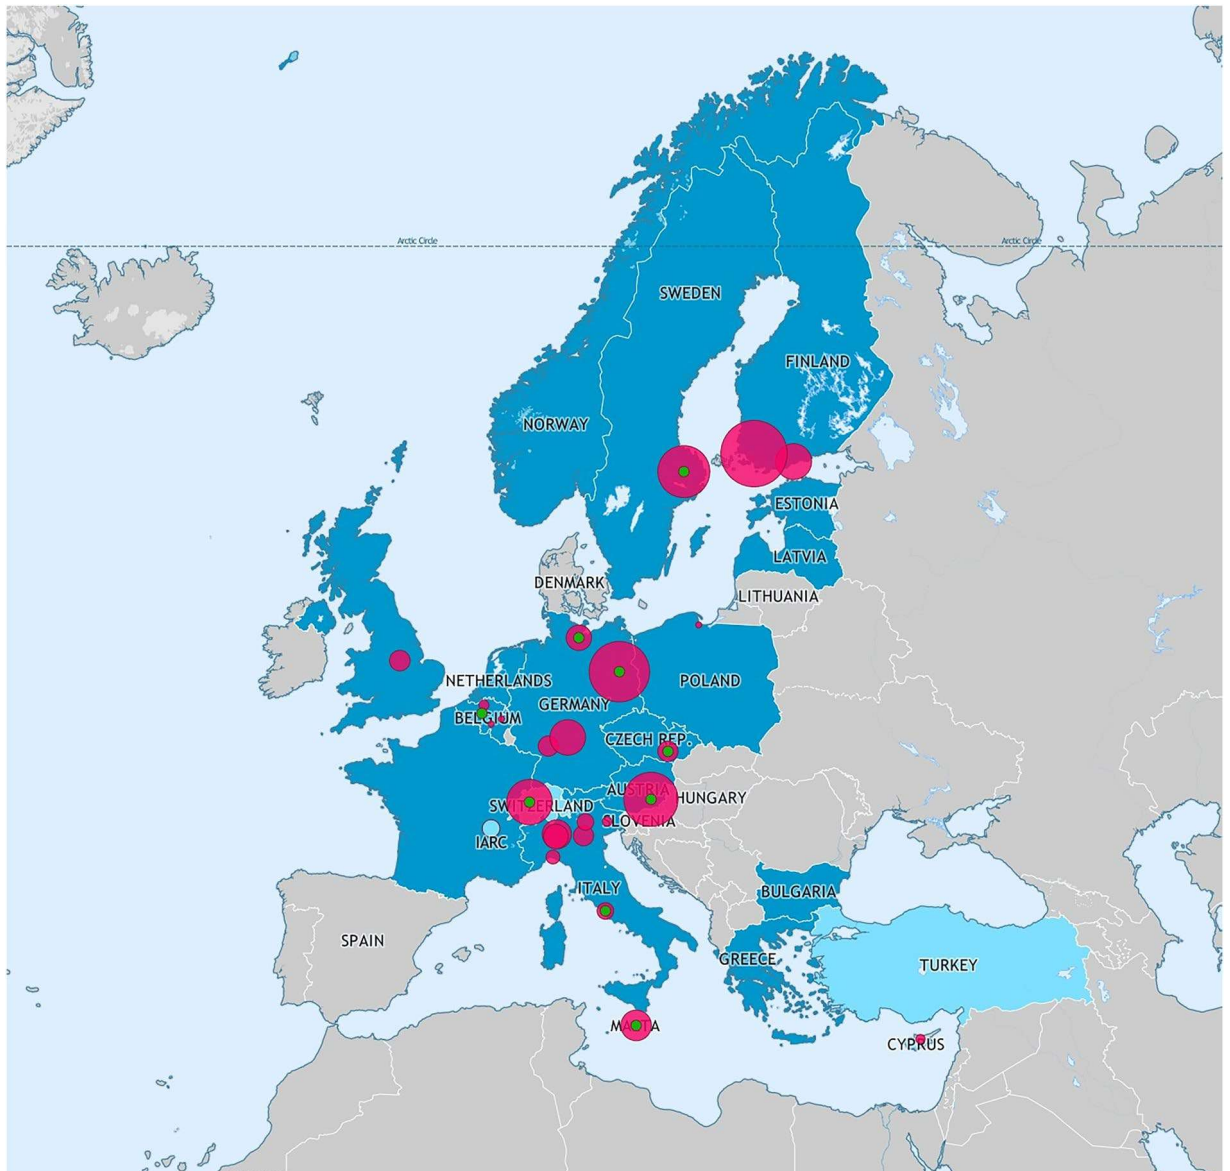 Arctic Circle
Arctic Circle
SWEDEN
FINLAND
NORWAY
ESTONIA
LATVIA
DENMARK
LITHUANIA
NETHERLANDS
POLAND
GERMANY
BELGIUM
CZECH REP.
AUSTRIA
HUNGARY
SWITZERLAND
SLOVENIA
IARC
ITALY
BULGARIA
SPAIN
GREECE
TURKEY
MALTA
CYPRUS